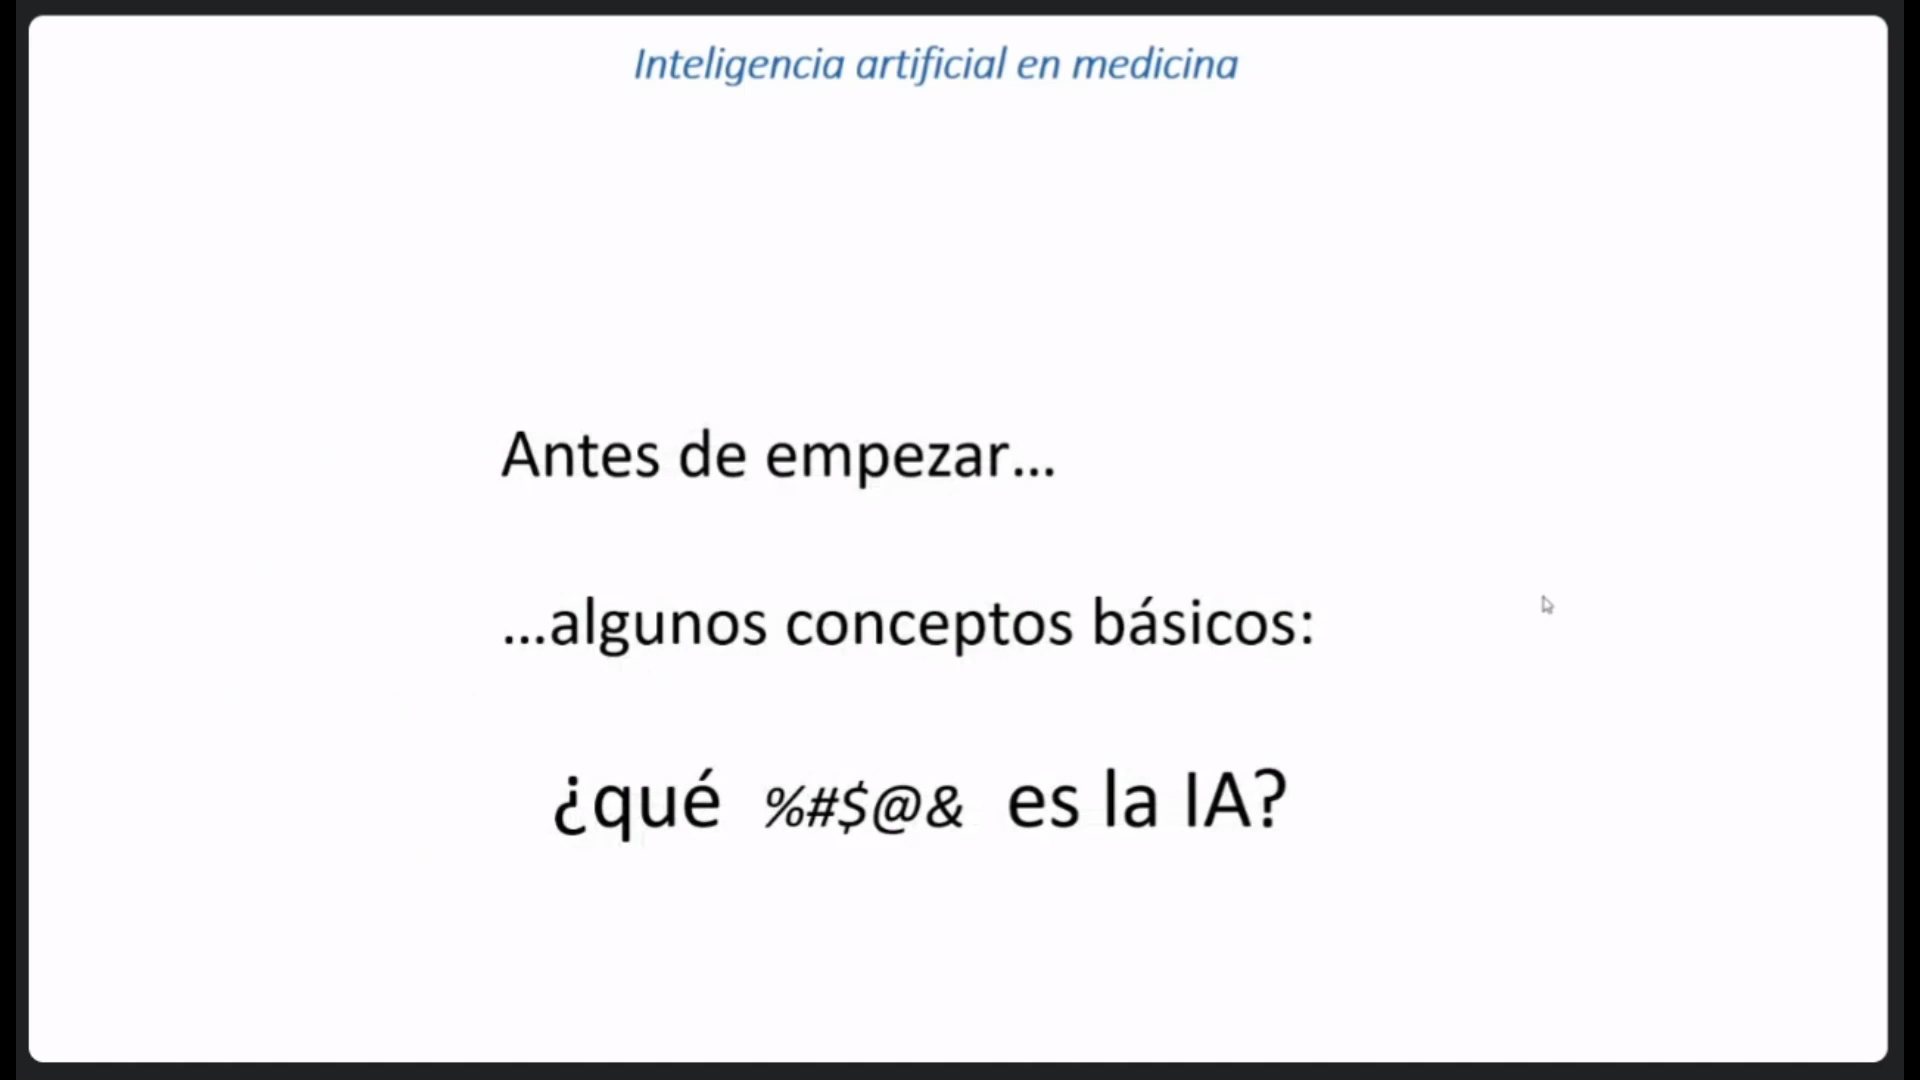 Inteligencia artificial en medicina
Antes de empezar...
...algunos conceptos básicos:
¿qué %#$@& es la IA?